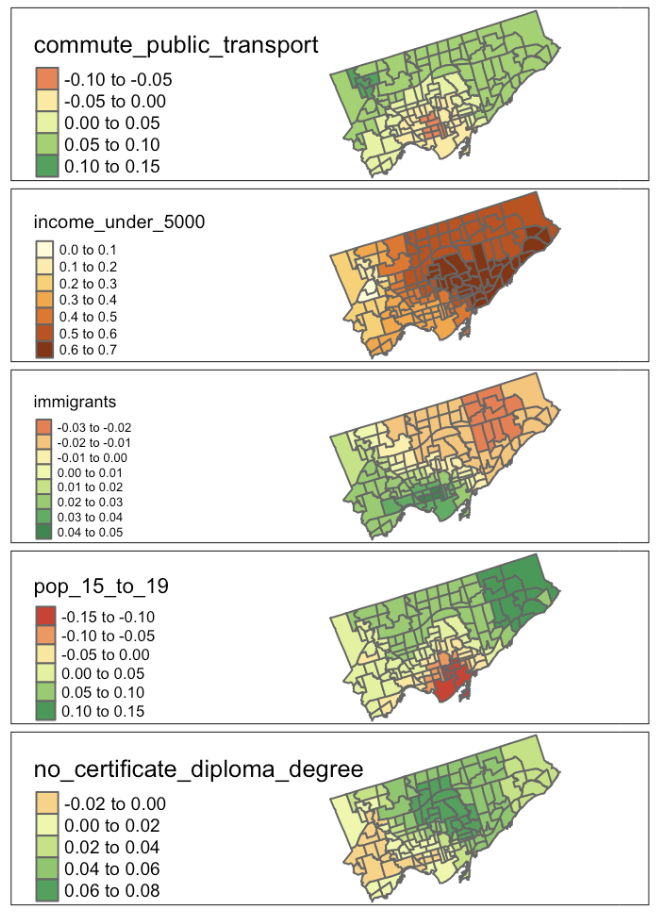 commute_public_transport
-0.10 to -0.05
-0.05 to 0.00
0.00 to 0.05
0.05 to 0.10
0.10 to 0.15
income_under_5000
0.0 to 0.1
0.1 to 0.2
0.2 to 0.3
0.3 to 0.4
0.4 to 0.5
0.5 to 0.6
0.6 to 0.7
immigrants
-0.03 to -0.02
-0.02 to -0.01
-0.01 to 0.00
0.00 to 0.01
0.01 to 0.02
0.02 to 0.03
0.03 to 0.04
0.04 to 0.05
pop_15_to_19
-0.15 to -0.10
-0.10 to -0.05
-0.05 to 0.00
0.00 to 0.05
0.05 to 0.10
0.10 to 0.15
no_certificate_diploma_degree
-0.02 to 0.00
0.00 to 0.02
0.02 to 0.04
0.04 to 0.06
0.06 to 0.08